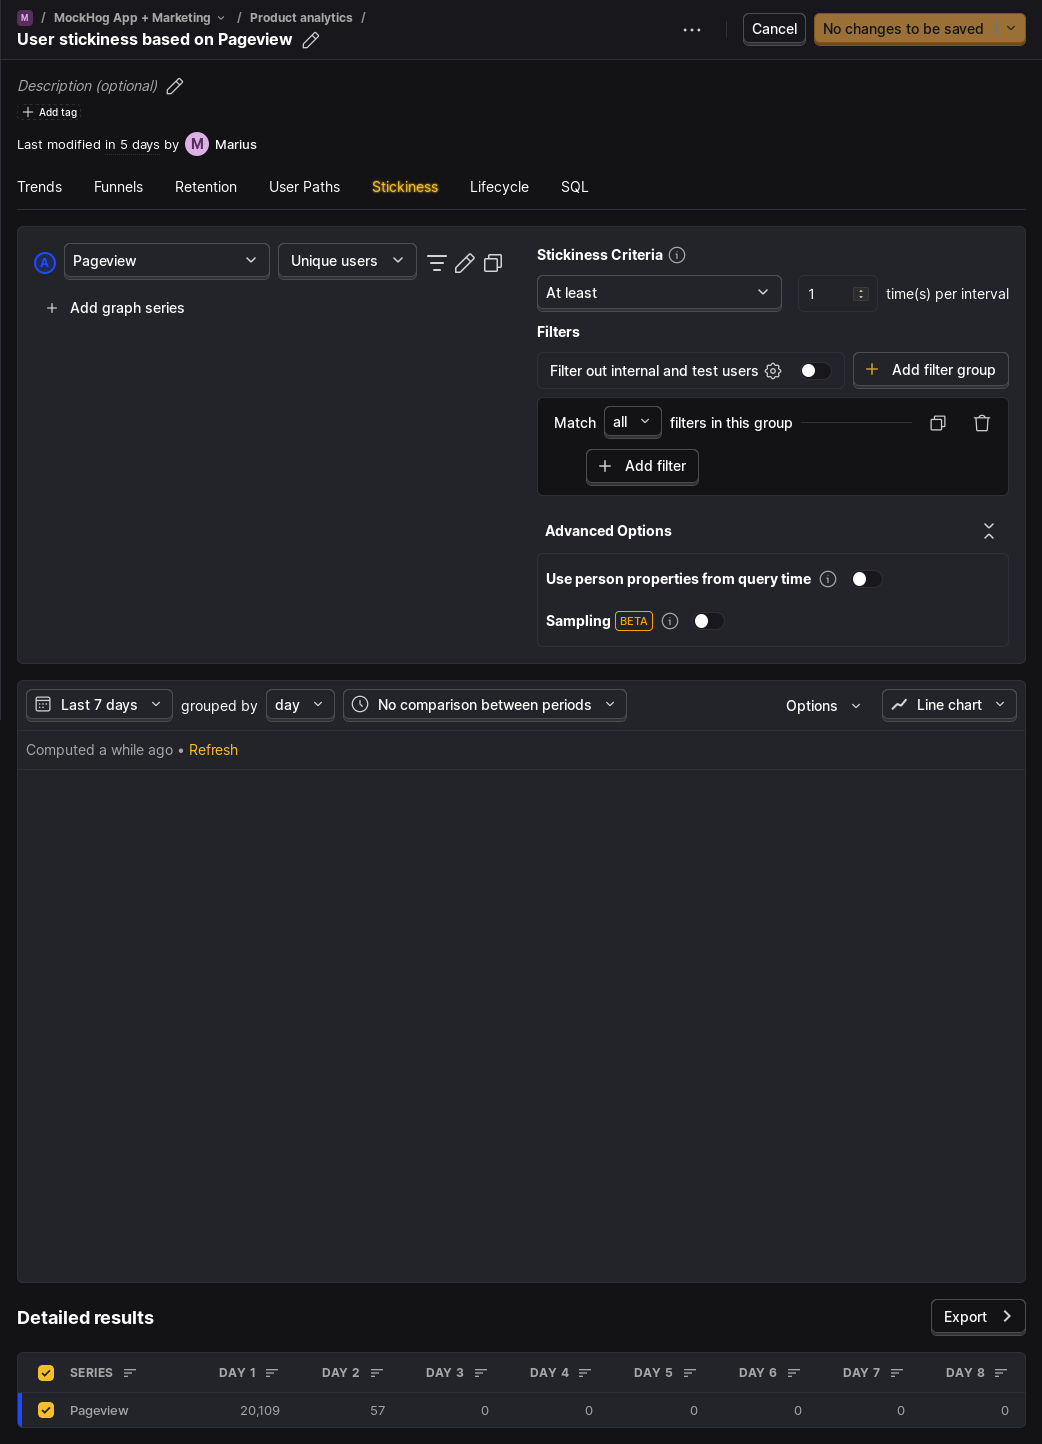 M / MockHog App + Marketing / Product analytics /
User stickiness based on Pageview
Cancel
No changes to be saved
Description (optional)
Add tag
Last modified in 5 days by M Marius
Trends Funnels Retention User Paths Stickiness Lifecycle SQL
A Pageview Unique users
Add graph series
Stickiness Criteria
At least 1 time(s) per interval
Filters
Filter out internal and test users Add filter group
Match all filters in this group
Add filter
Advanced Options
Use person properties from query time
Sampling BETA
Last 7 days grouped by day No comparison between periods Options Line chart
Computed a while ago • Refresh
Detailed results Export
SERIES DAY 1 DAY 2 DAY 3 DAY 4 DAY 5 DAY 6 DAY 7 DAY 8
Pageview 20,109 57 0 0 0 0 0 0